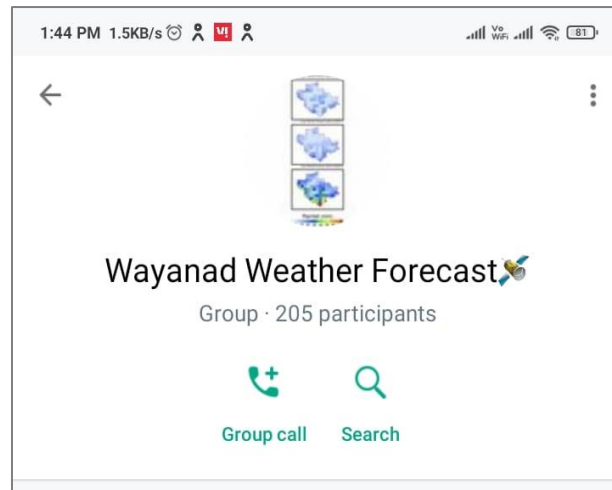 1:44 PM 1.5KB/s Vo WiFi 81
Wayanad Weather Forecast🛰
Group · 205 participants
Group call Search